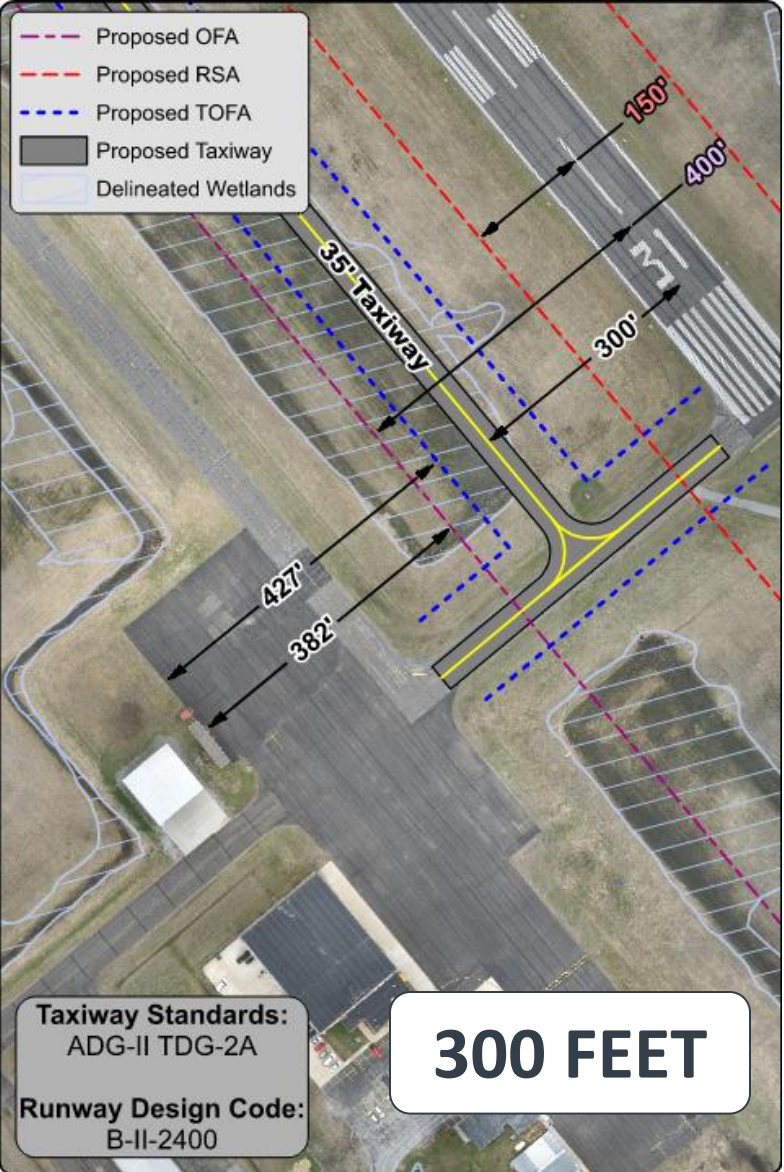 Proposed OFA
Proposed RSA
Proposed TOFA
Proposed Taxiway
Delineated Wetlands
150'
400'
35' Taxiway
300'
427'
382'
Taxiway Standards:
ADG-II TDG-2A
Runway Design Code:
B-II-2400
300 FEET